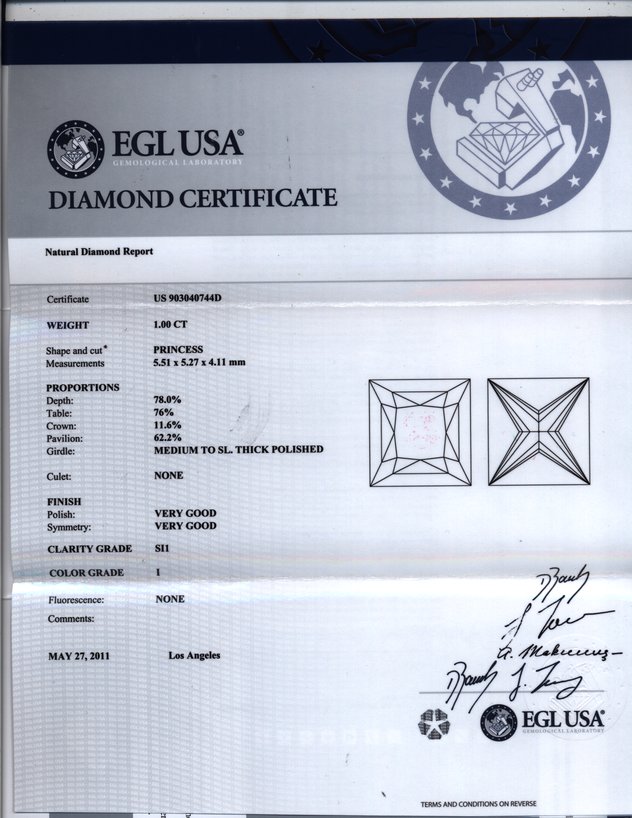 EGL USA®
GEMOLOGICAL LABORATORY
DIAMOND CERTIFICATE
Natural Diamond Report
Certificate US 903040744D
WEIGHT 1.00 CT
Shape and cut* PRINCESS
Measurements 5.51 x 5.27 x 4.11 mm
PROPORTIONS
Depth: 78.0%
Table: 76%
Crown: 11.6%
Pavilion: 62.2%
Girdle: MEDIUM TO SL. THICK POLISHED
Culet: NONE
FINISH
Polish: VERY GOOD
Symmetry: VERY GOOD
CLARITY GRADE SI1
COLOR GRADE I
Fluorescence: NONE
Comments:
MAY 27, 2011 Los Angeles
EGL USA®
GEMOLOGICAL LABORATORY
TERMS AND CONDITIONS ON REVERSE